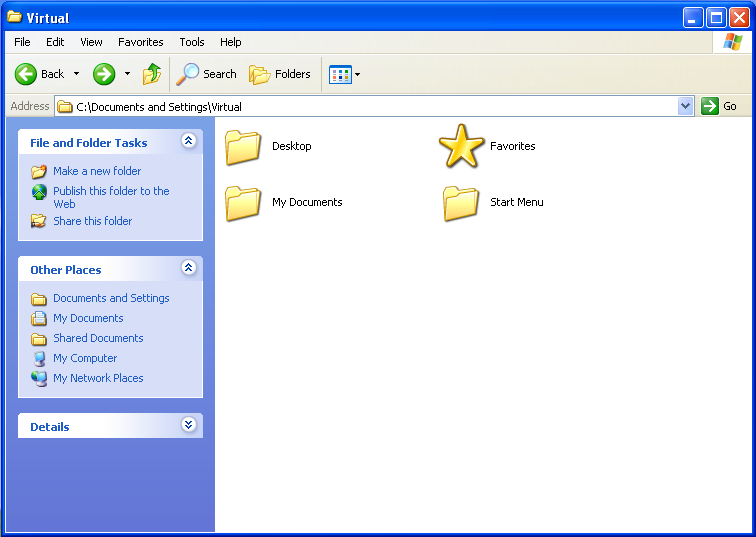 Virtual
File Edit View Favorites Tools Help
Back Search Folders
Address C:\Documents and Settings\Virtual Go
File and Folder Tasks
Make a new folder
Publish this folder to the
Web
Share this folder
Other Places
Documents and Settings
My Documents
Shared Documents
My Computer
My Network Places
Details
Desktop Favorites
My Documents Start Menu